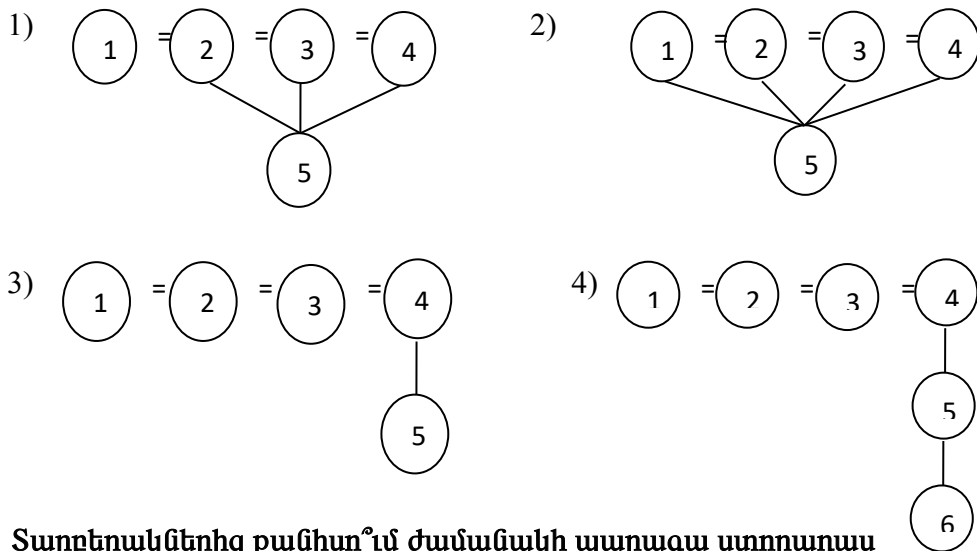 1) 1 = 2 = 3 = 4
5
2) 1 = 2 = 3 = 4
5
3) 1 = 2 = 3 = 4
5
4) 1 = 2 = 3 = 4
5
6
Տարբերակներից քանիսո՞ւմ ժամանակի պարագա ստորադաս